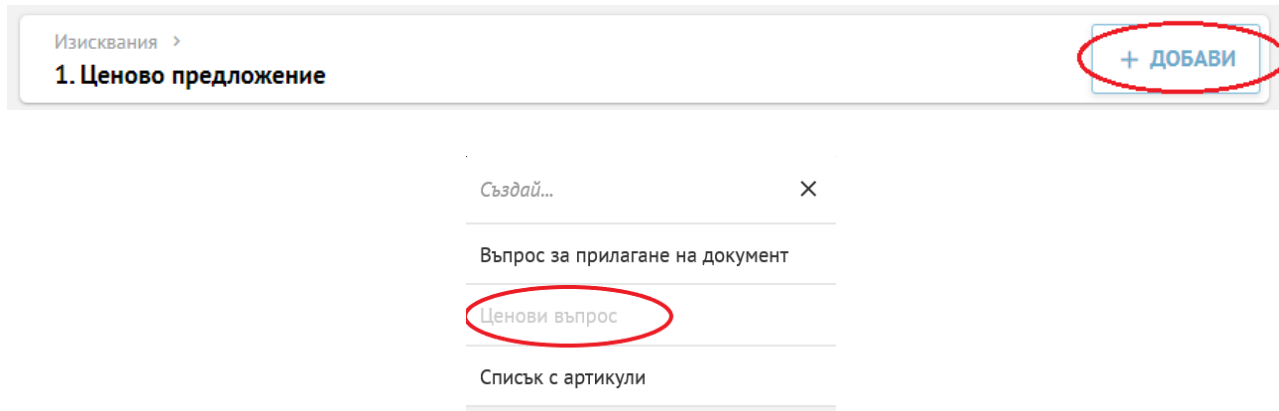 Изисквания >
1. Ценово предложение
+ ДОБАВИ
Създай...
Въпрос за прилагане на документ
Ценови въпрос
Списък с артикули